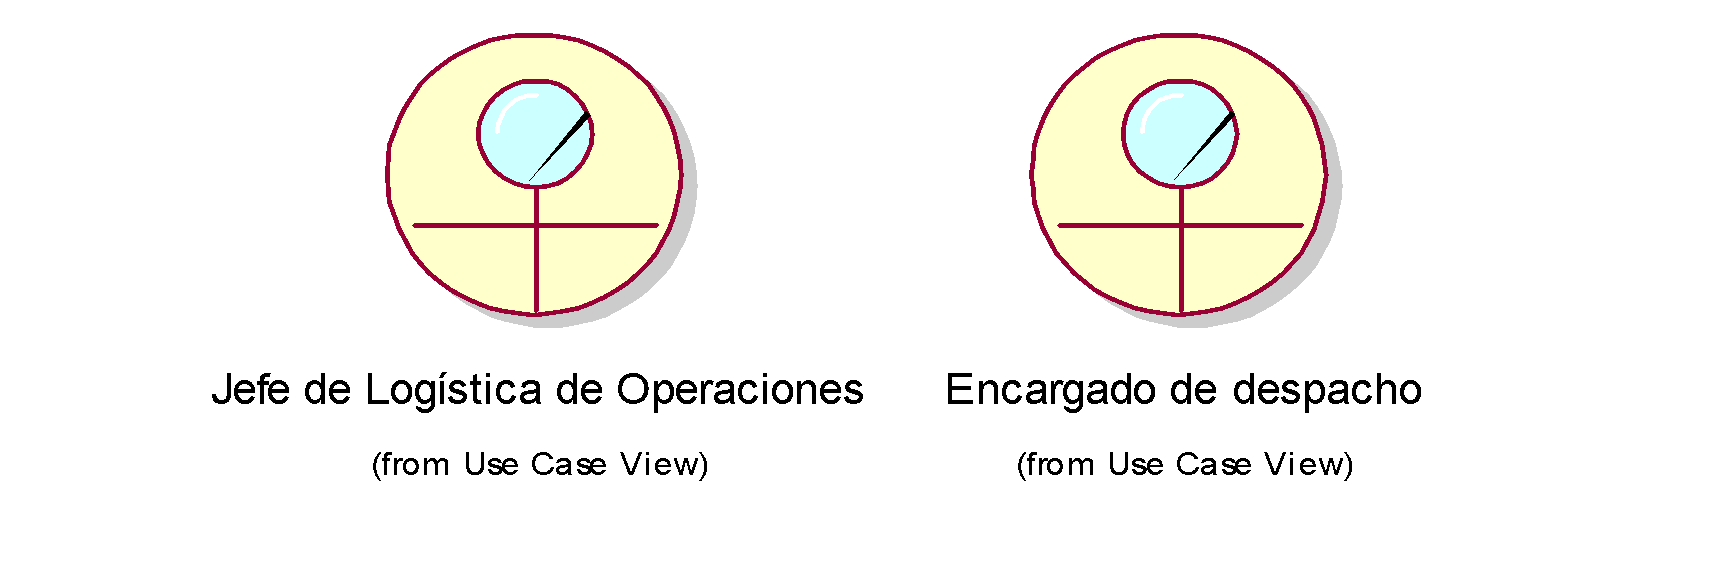 Jefe de Logística de Operaciones
(from Use Case View)
Encargado de despacho
(from Use Case View)